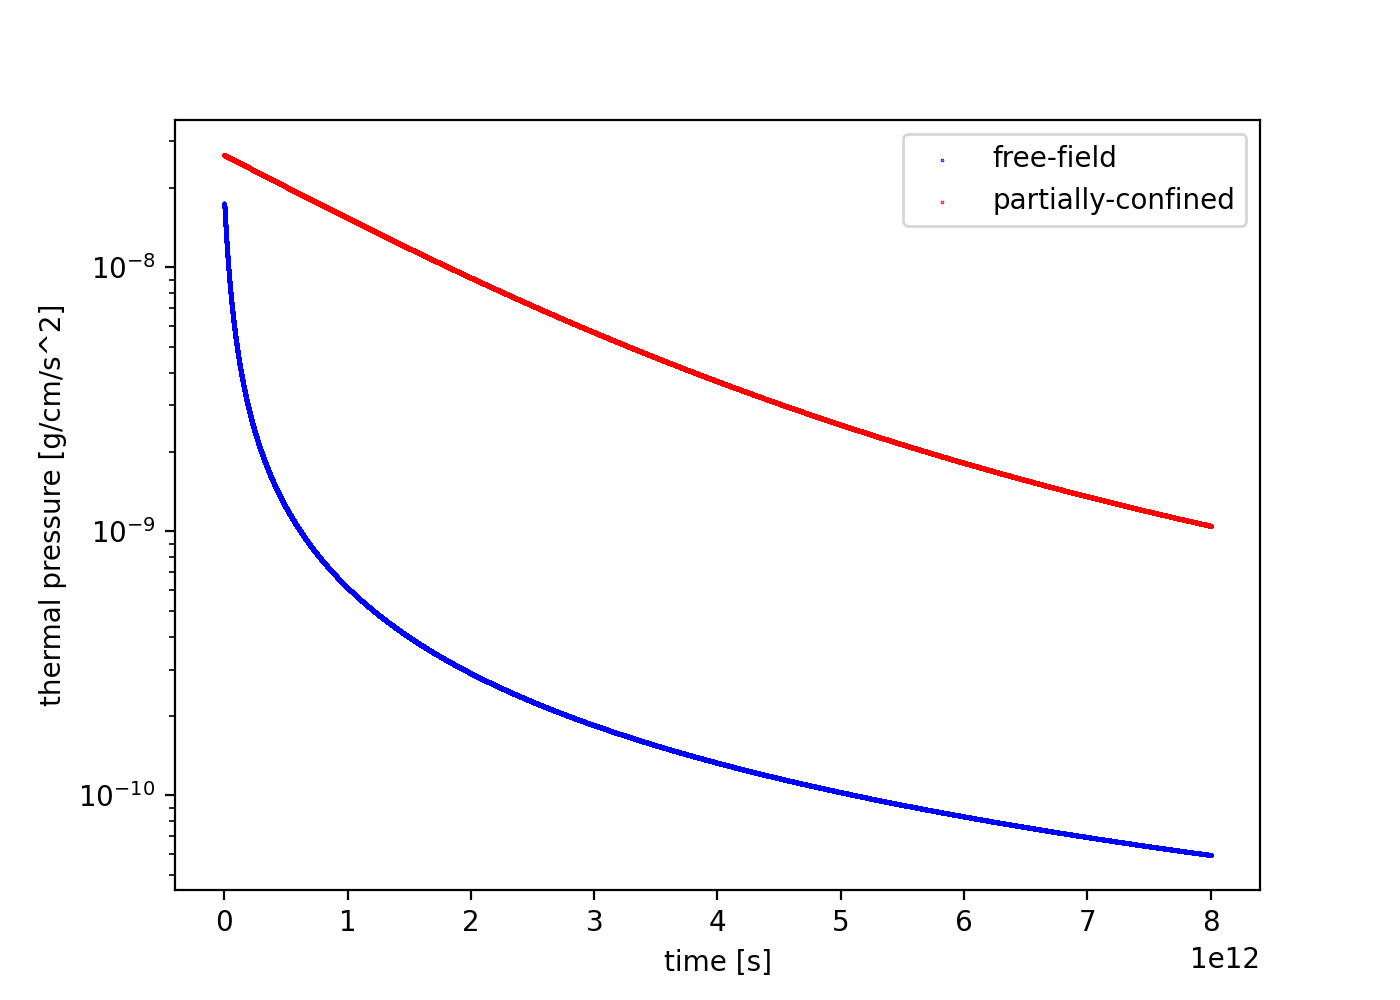 free-field
partially-confined
thermal pressure [g/cm/s^2]
10⁻⁸
10⁻⁹
10⁻¹⁰
0 1 2 3 4 5 6 7 8
1e12
time [s]